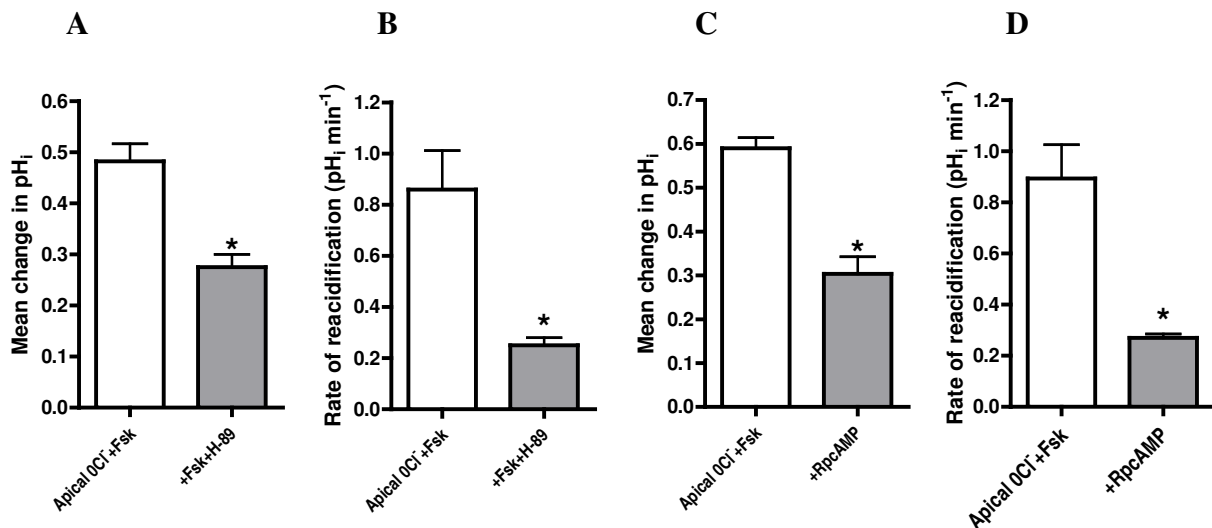 A
B
C
D
Mean change in pHi
0.6
0.5
0.4
0.3
0.2
0.1
0.0
*
Apical 0Cl-+Fsk
+Fsk+H-89
Rate of reacidification (pHi min-1)
1.2
1.0
0.8
0.6
0.4
0.2
0.0
*
Apical 0Cl-+Fsk
+Fsk+H-89
Mean change in pHi
0.7
0.6
0.5
0.4
0.3
0.2
0.1
0.0
*
Apical 0Cl-+Fsk
+RpcAMP
Rate of reacidification (pHi min-1)
1.2
1.0
0.8
0.6
0.4
0.2
0.0
*
Apical 0Cl-+Fsk
+RpcAMP